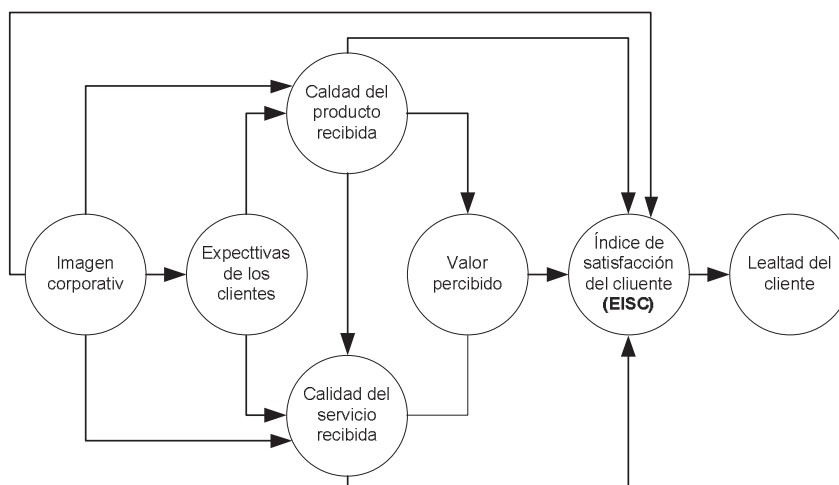 Caldad del
producto
recibida
Imagen
corporativ
Expecttivas
de los
clientes
Valor
percibido
Índice de
satisfacción
del cliuente
(EISC)
Lealtad del
cliente
Calidad del
servicio
recibida